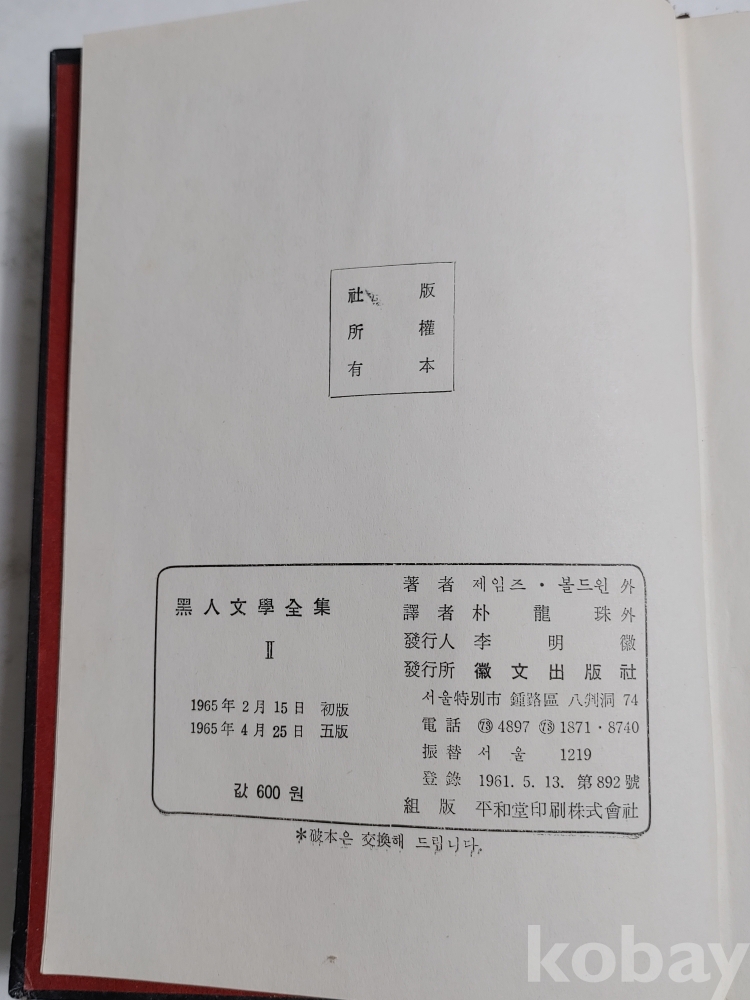 社 版
所 權
有 本
黑人文學全集
Ⅱ
1965年 2月 15日 初版
1965年 4月 25日 五版
값 600 원
著者 제임즈 · 볼드윈 外
譯者 朴龍珠 外
發行人 李明徽
發行所 徽文出版社
서울特別市 鍾路區 八判洞 74
電話 ㊆ 4897 ㊆ 1871 · 8740
振替 서울 1219
登錄 1961. 5. 13. 第892號
組版 平和堂印刷株式會社
*破本은 交換해 드립니다.
kobay